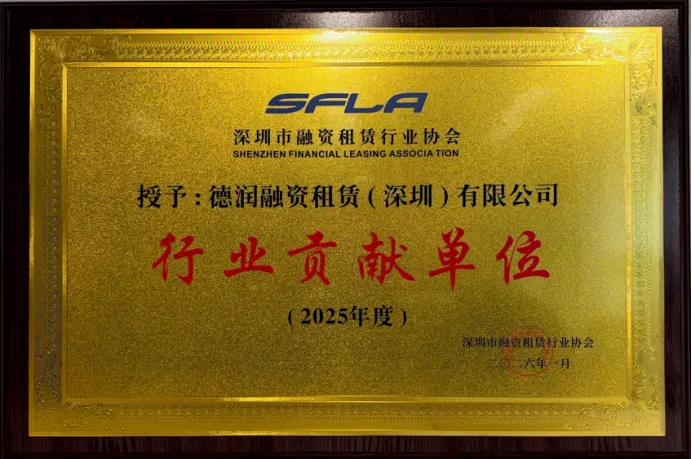 SFLA
深圳市融资租赁行业协会
SHENZHEN FINANCIAL LEASING ASSOCIATION
授予：德润融资租赁（深圳）有限公司
行业贡献单位
（2025年度）
深圳市融资租赁行业协会
二〇二六年一月